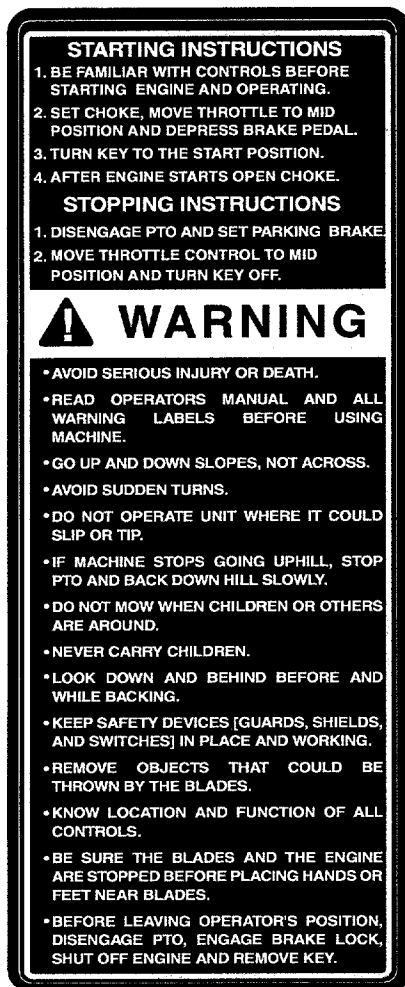 STARTING INSTRUCTIONS
1. BE FAMILIAR WITH CONTROLS BEFORE
STARTING ENGINE AND OPERATING.
2. SET CHOKE, MOVE THROTTLE TO MID
POSITION AND DEPRESS BRAKE PEDAL.
3. TURN KEY TO THE START POSITION.
4. AFTER ENGINE STARTS OPEN CHOKE.
STOPPING INSTRUCTIONS
1. DISENGAGE PTO AND SET PARKING BRAKE.
2. MOVE THROTTLE CONTROL TO MID
POSITION AND TURN KEY OFF.
WARNING
• AVOID SERIOUS INJURY OR DEATH.
• READ OPERATORS MANUAL AND ALL
WARNING LABELS BEFORE USING
MACHINE.
• GO UP AND DOWN SLOPES, NOT ACROSS.
• AVOID SUDDEN TURNS.
• DO NOT OPERATE UNIT WHERE IT COULD
SLIP OR TIP.
• IF MACHINE STOPS GOING UPHILL, STOP
PTO AND BACK DOWN HILL SLOWLY.
• DO NOT MOW WHEN CHILDREN OR OTHERS
ARE AROUND.
• NEVER CARRY CHILDREN.
• LOOK DOWN AND BEHIND BEFORE AND
WHILE BACKING.
• KEEP SAFETY DEVICES [GUARDS, SHIELDS,
AND SWITCHES] IN PLACE AND WORKING.
• REMOVE OBJECTS THAT COULD BE
THROWN BY THE BLADES.
• KNOW LOCATION AND FUNCTION OF ALL
CONTROLS.
• BE SURE THE BLADES AND THE ENGINE
ARE STOPPED BEFORE PLACING HANDS OR
FEET NEAR BLADES.
• BEFORE LEAVING OPERATOR'S POSITION,
DISENGAGE PTO, ENGAGE BRAKE LOCK,
SHUT OFF ENGINE AND REMOVE KEY.